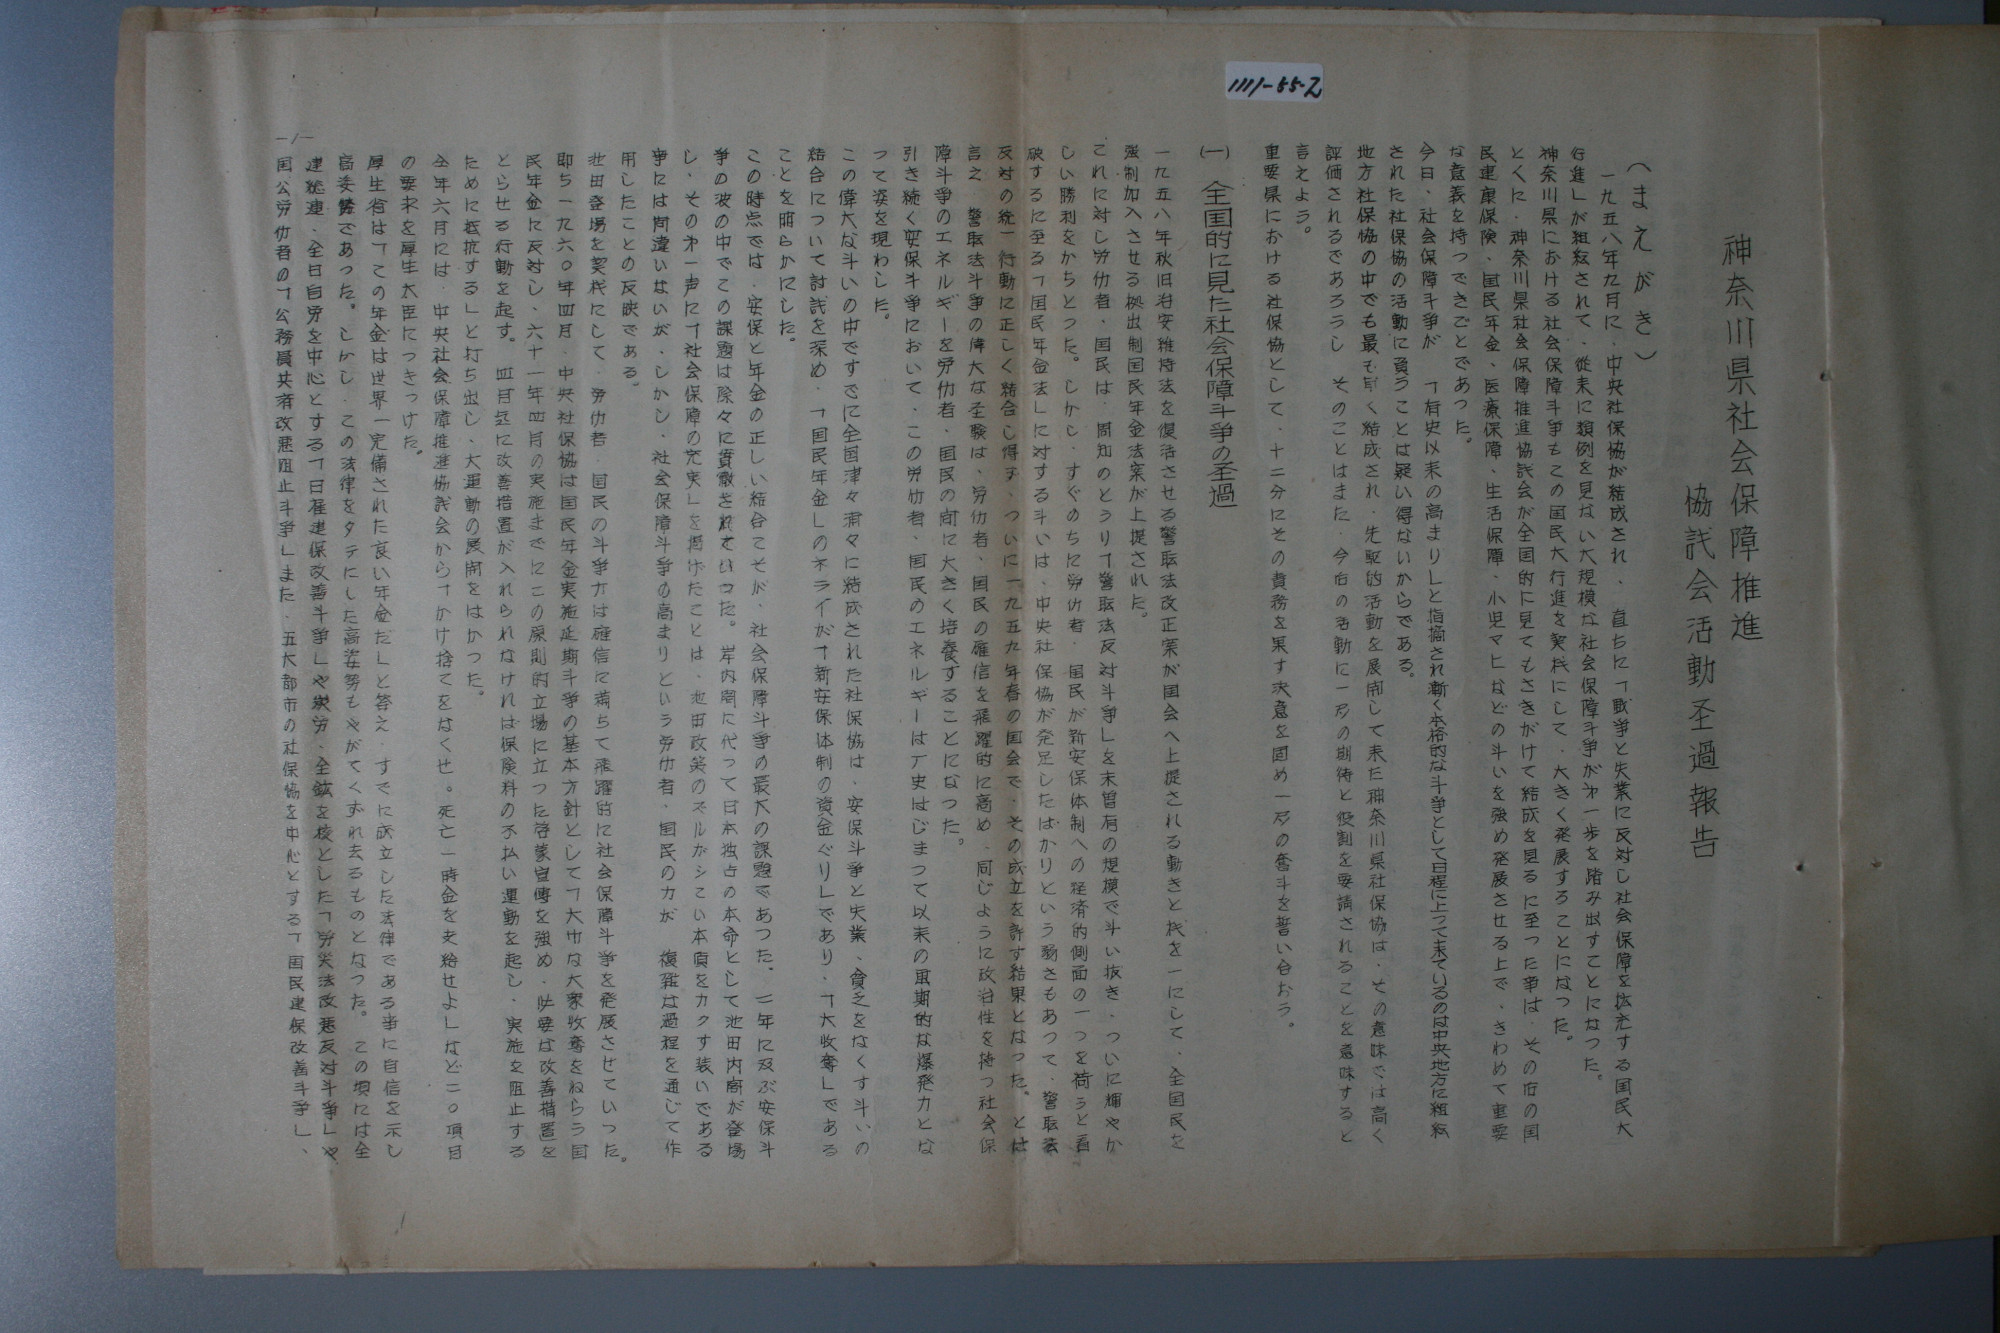 1111-55-2
神奈川県社会保障推進
協議会活動圣過報告
(まえがき)
一九五八年九月に、中央社保協が結成され、直ちに「戦争と失業に反対し社会保障を拡充する国民大
行進」が組織されて、従来に類例を見ない大規模な社会保障斗争が第一歩を踏み出すことになった。
神奈川県における社会保障斗争もこの国民大行進を契机にして、大きく発展することになった。
とくに、神奈川県社会保障推進協議会が全国的に見てもさきがけて結成を見るに至った事は、その后の国
民健康保険、国民年金、医療保障、生活保障、小児マヒなどの斗いを強め発展させる上で、きわめて重要
な意義を持つできごとであった。
今日、社会保障斗争が「有史以来の高まり」と指摘され漸く本格的な斗争として日程に上って来ているのは中央地方に組織
された社保協の活動に負うことは疑い得ないからである。
地方社保協の中でも最も早く結成され、先駆的活動を展開して来た神奈川県社保協は、その意味では高く
評価されるであろうし そのことはまた、今后の活動に一段の期待と役割を要請されることを意味すると
言えよう。
重要県における社保協として、十二分にその責務を果す決意を固め一段の奮斗を誓い合おう。
(一) 全国的に見た社会保障斗争の圣過
一九五八年秋旧治安維持法を復活させる警职法改正案が国会へ上提される動きと机を一にして、全国民を
強制加入させる拠出制国民年金法案が上提された。
これに対し労仂者・国民は、周知のとうり「警职法反対斗争」を未曽有の規模で斗い抜き、ついに輝やか
しい勝利をかちとった。しかし、すぐのちに労仂者・国民が新安保体制への経済的側面の一つを荷うと看
破するに至る「国民年金法」に対する斗いは、中央社保協が発足したばかりという弱さもあって、警职法
反対の統一行動に正しく結合し得ず、ついに一九五九年春の国会で、その成立を許す結果となった。とは
言え、警职法斗争の偉大な圣験は、労仂者、国民の確信を飛躍的に高め、同じように政治性を持つ社会保
障斗争のエネルギーを労仂者、国民の間に大きく培養することになった。
引き続く安保斗争において、この労仂者、国民のエネルギーは丆史はじまって以来の周期的な爆発力とな
って姿を現わした。
この偉大な斗いの中ですでに全国津々浦々に結成された社保協は、安保斗争と失業、貧乏をなくす斗いの
結合について討議を深め、「国民年金」のネライが「新安保体制の資金ぐり」であり、「大收奪」である
ことを明らかにした。
この時点では、安保と年金の正しい結合こそが、社会保障斗争の最大の課題であった。二年に及ぶ安保斗
争の波の中でこの課題は除々に貫徹されていった。岸内閣に代って日本独占の本命として池田内閣が登場
し、その第一声に「社会保障の充実」を掲げたことは、池田政策のズルガシこい本質をカクす装いである
争には間違いないが、しかし、社会保障斗争の高まりという労仂者、国民の力が 複雑な過程を通じて作
用したことの反映である。
池田登場を契机にして、労仂者、国民の斗争力は確信に満ちて飛躍的に社会保障斗争を発展させていった。
即ち一九六〇年四月、中央社保協は国民年金実施延期斗争の基本方針として「大巾な大衆收奪をねらう国
民年金に反対し、六十一年四月の実施までにこの原則的立場に立った啓蒙宣傳を強め、必要な改善措置を
とらせる行動を起す。四月迄に改善措置が入れられなければ保険料の不払い運動を起し、実施を阻止する
ために抵抗する」と打ち出し、大運動の展開をはかった。
仝年六月には、中央社会保障推進協議会から「かけ捨てをはくせ。死亡一時金を支給せよ」など二〇項目
の要求を厚生大臣につきつけた。
厚生省は「この年金は世界一完備された良い年金だ」と答え、すでに成立した法律である事に自信を示し
高姿勢であった。しかし、この法律をタテにした高姿勢もやがてくずれ去るものとなった。この頃には全
建総連、全日自労を中心とする「日雇健保改善斗争」や炭労、全鉱を校とした「労災法改悪反対斗争」や
国公労仂者の「公務員共済改悪阻止斗争」また、五大都市の社保協を中心とする「国民健保改善斗争」、
—1—